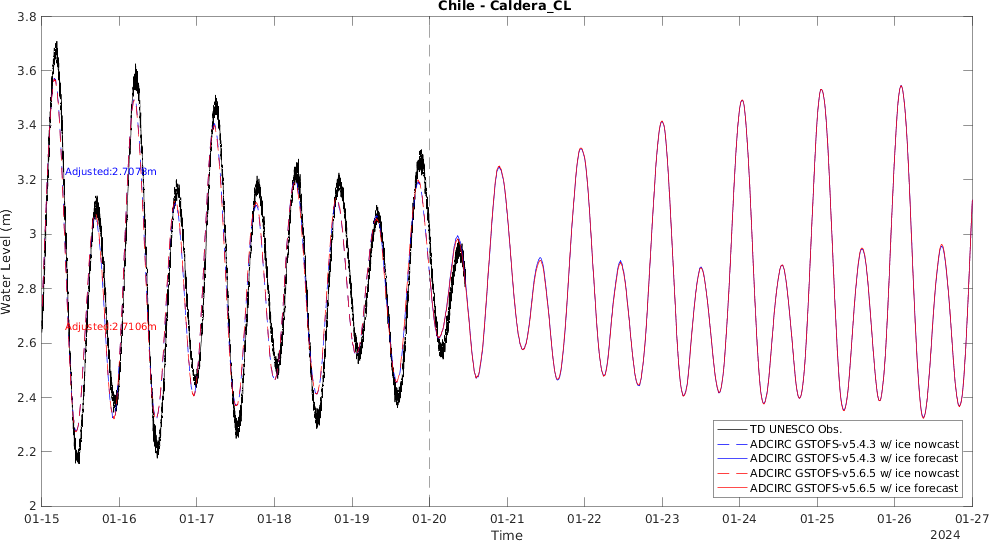 Chile - Caldera_CL
Water Level (m)
3.8
3.6
3.4
3.2
3
2.8
2.6
2.4
2.2
2
Adjusted:2.7078m
Adjusted:2.7106m
TD UNESCO Obs.
ADCIRC GSTOFS-v5.4.3 w/ ice nowcast
ADCIRC GSTOFS-v5.4.3 w/ ice forecast
ADCIRC GSTOFS-v5.6.5 w/ ice nowcast
ADCIRC GSTOFS-v5.6.5 w/ ice forecast
01-15 01-16 01-17 01-18 01-19 01-20 01-21 01-22 01-23 01-24 01-25 01-26 01-27
Time
2024